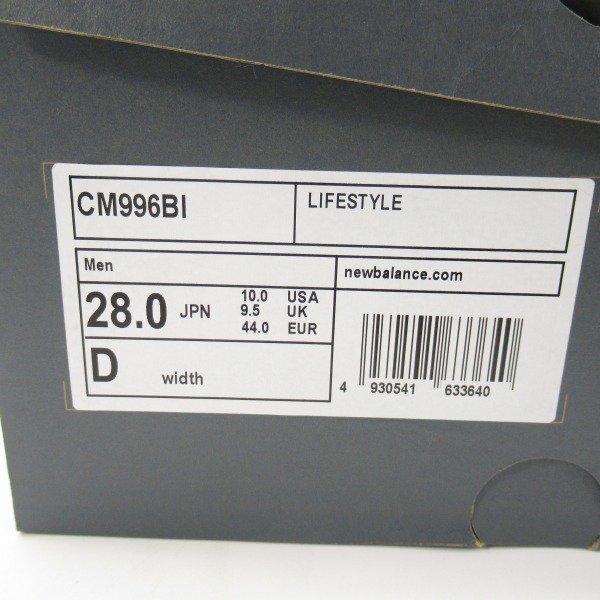 CM996BI
LIFESTYLE
Men
newbalance.com
28.0 JPN
10.0 USA
9.5 UK
44.0 EUR
D width
4 930541 633640